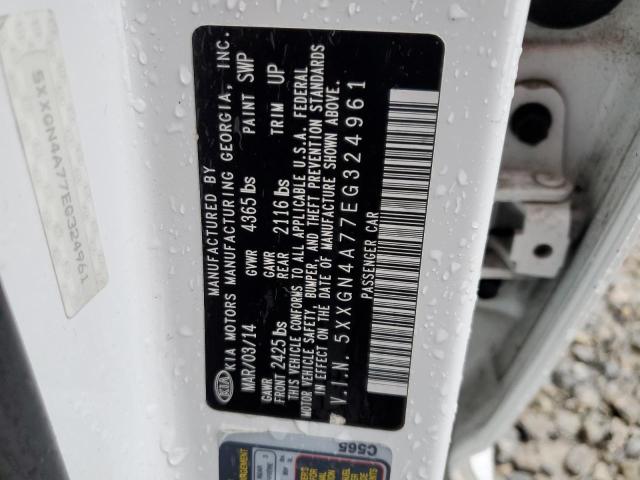 MANUFACTURED BY
KIA KIA MOTORS MANUFACTURING GEORGIA, INC.
MAR/03/14 GVWR 4365 lbs PAINT SWP
GAWR GAWR TRIM UP
FRONT 2425 lbs REAR 2116 lbs
THIS VEHICLE CONFORMS TO ALL APPLICABLE U.S.A. FEDERAL
MOTOR VEHICLE SAFETY, BUMPER, AND THEFT PREVENTION STANDARDS
IN EFFECT ON THE DATE OF MANUFACTURE SHOWN ABOVE.
V.I.N. 5XXGN4A77EG324961
PASSENGER CAR
5XXGN4A77EG324961
C565